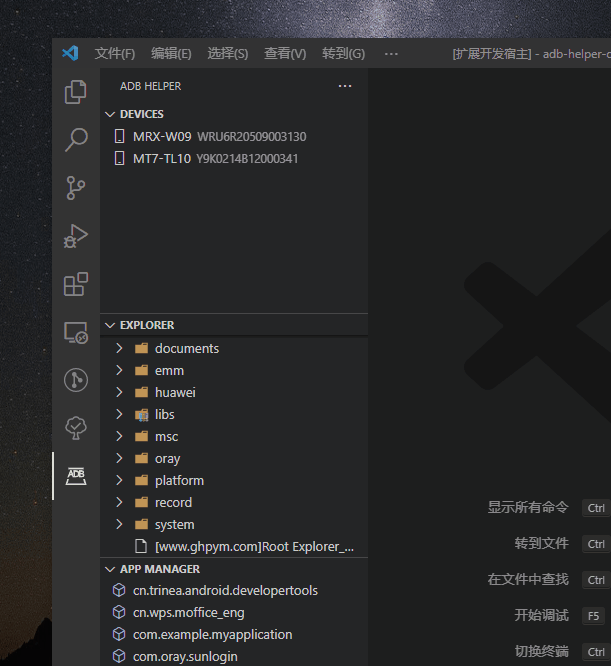 文件(F) 编辑(E) 选择(S) 查看(V) 转到(G) ··· [扩展开发宿主] - adb-helper-c
ADB HELPER ···
DEVICES
MRX-W09 WRU6R20509003130
MT7-TL10 Y9K0214B12000341
EXPLORER
documents
emm
huawei
libs
msc
oray
platform
record
system
[www.ghpym.com]Root Explorer_...
APP MANAGER
cn.trinea.android.developertools
cn.wps.moffice_eng
com.example.myapplication
com.oray.sunlogin
ADB
显示所有命令 Ctrl
转到文件 Ctrl
在文件中查找 Ctrl
开始调试 F5
切换终端 Ctrl